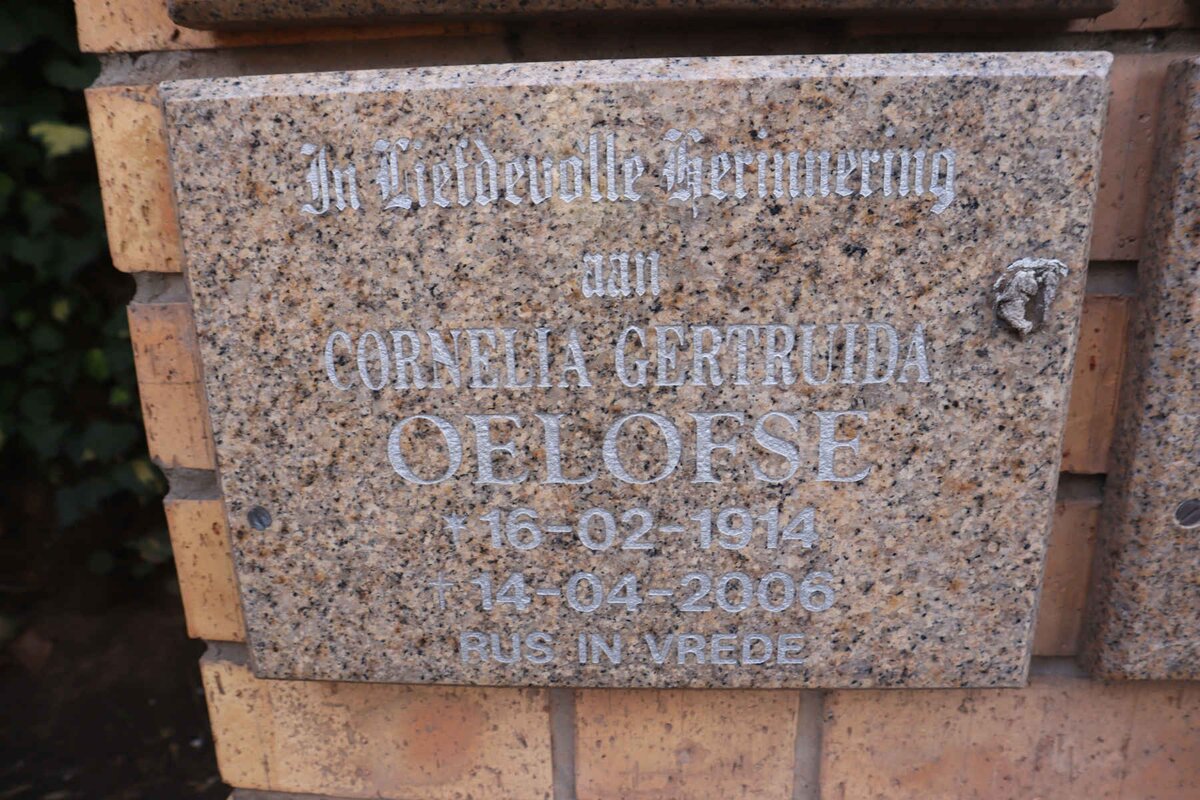 In Liefdevolle Herinnering
aan
CORNELIA GERTRUIDA
OELOFSE
* 16-02-1914
† 14-04-2006
RUS IN VREDE